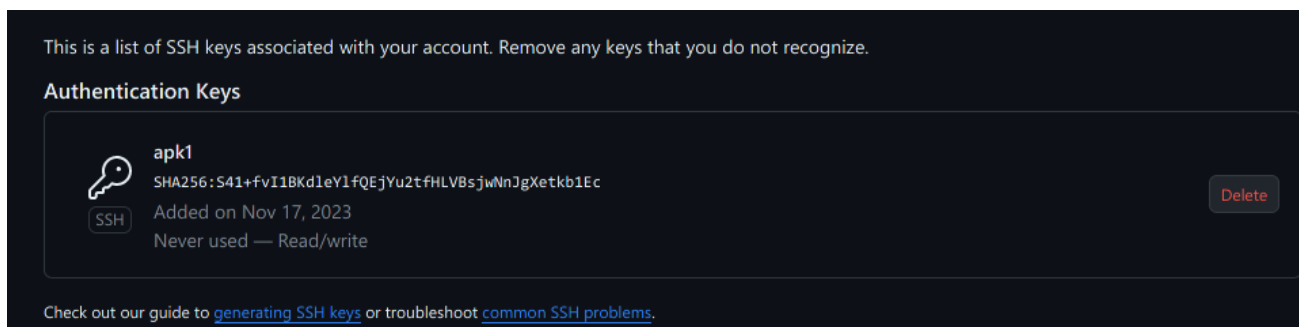 This is a list of SSH keys associated with your account. Remove any keys that you do not recognize.
Authentication Keys
apk1
SHA256:S41+fvI1BKdleYlfQEjYu2tfHLVBsjwNnJgXetkb1Ec
SSH
Added on Nov 17, 2023
Never used — Read/write
Delete
Check out our guide to generating SSH keys or troubleshoot common SSH problems.